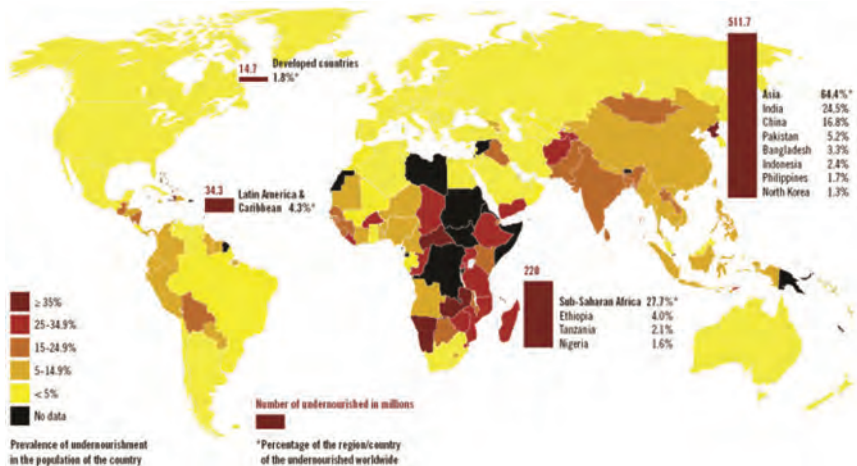 14.7
Developed countries
1.8%*
34.3
Latin America &
Caribbean 4.3%*
511.7
Asia 64.4%*
India 24,5%
China 16.8%
Pakistan 5.2%
Bangladesh 3.3%
Indonesia 2.4%
Philippines 1.7%
North Korea 1.3%
220
Sub-Saharan Africa 27.7%*
Ethiopia 4.0%
Tanzania 2.1%
Nigeria 1.6%
≥ 35%
25-34.9%
15-24.9%
5-14.9%
< 5%
No data
Number of undernourished in millions
Prevalence of undernourishment
in the population of the country
*Percentage of the region/country
of the undernourished worldwide